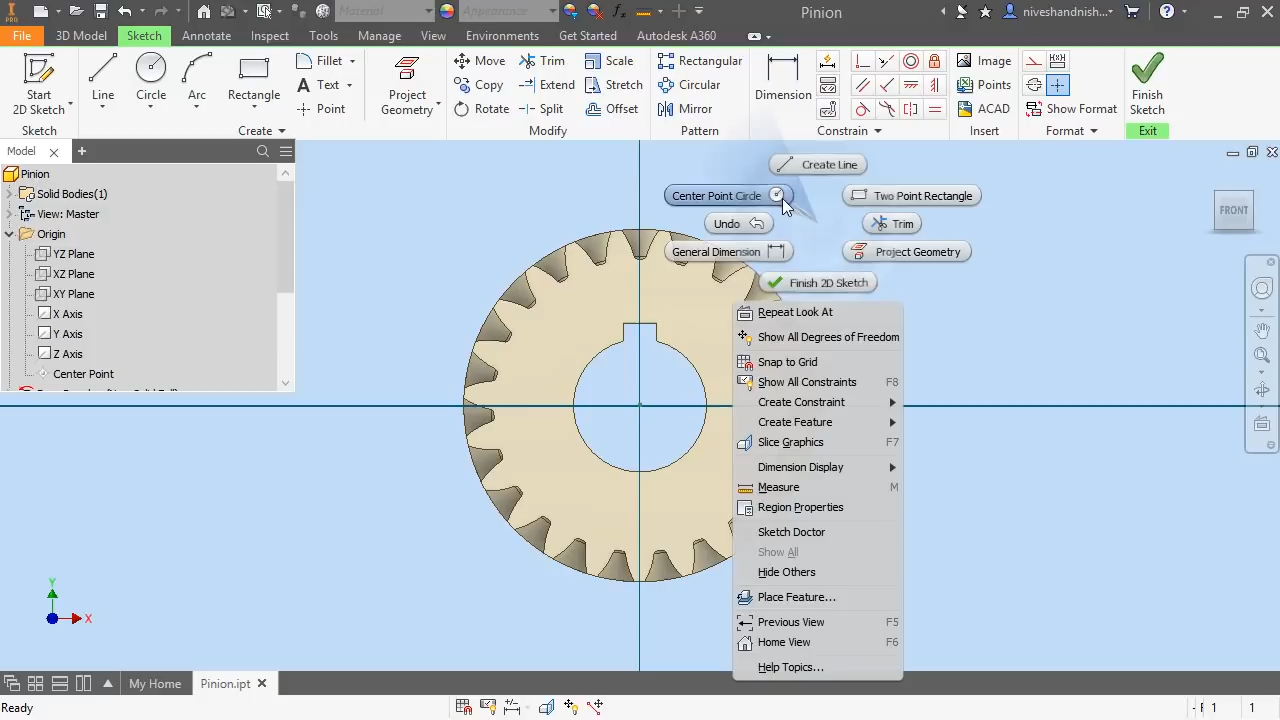 PRO
Material
Appearance
Pinion
niveshandnish...
File
3D Model
Sketch
Annotate
Inspect
Tools
Manage
View
Environments
Get Started
Autodesk A360
Start
2D Sketch
Line
Circle
Arc
Rectangle
Fillet
Text
Point
Project
Geometry
Move
Trim
Scale
Copy
Extend
Stretch
Rotate
Split
Offset
Rectangular
Circular
Mirror
Dimension
Image
Points
ACAD
Show Format
Finish
Sketch
Sketch
Create
Modify
Pattern
Constrain
Insert
Format
Exit
Model
Pinion
Solid Bodies(1)
View: Master
Origin
YZ Plane
XZ Plane
XY Plane
X Axis
Y Axis
Z Axis
Center Point
Create Line
Center Point Circle
Two Point Rectangle
Undo
Trim
General Dimension
Project Geometry
Finish 2D Sketch
FRONT
Repeat Look At
Show All Degrees of Freedom
Snap to Grid
Show All Constraints F8
Create Constraint
Create Feature
Slice Graphics F7
Dimension Display
Measure M
Region Properties
Sketch Doctor
Show All
Hide Others
Place Feature...
Previous View F5
Home View F6
Help Topics...
Y
X
My Home
Pinion.ipt
Ready
1 1